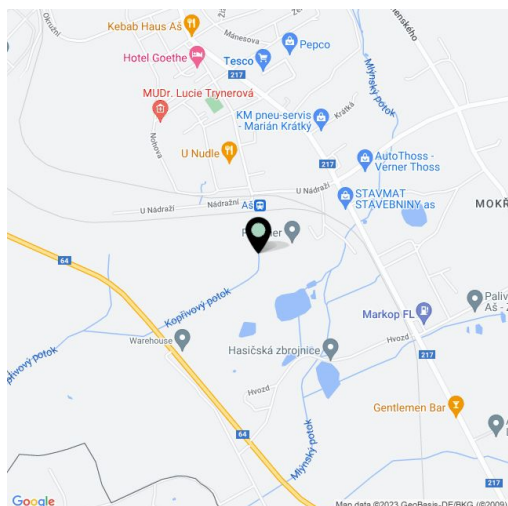 Kebab Haus Aš
Okružní
Mánesova
Pepco
Hotel Goethe
Tesco
217
MUDr. Lucie Trynerová
Mlýnský potok
Krátká
KM pneu-servis
- Marián Krátký
Nohova
U Nudle
217
AutoThoss -
Verner Thoss
U Nádraží
STAVMAT
STAVEBNINY as
Nádražní
Aš
U Nádraží
MOKŘ
64
Kopřivový potok
Markop FL
Paliv
Aš - Z
Warehouse
Hasičská zbrojnice
Hvozd
217
Hvozd
Gentlemen Bar
64
Mlýnský potok
217
Google
Map data ©2023 GeoBasis-DE/BKG (©2009)